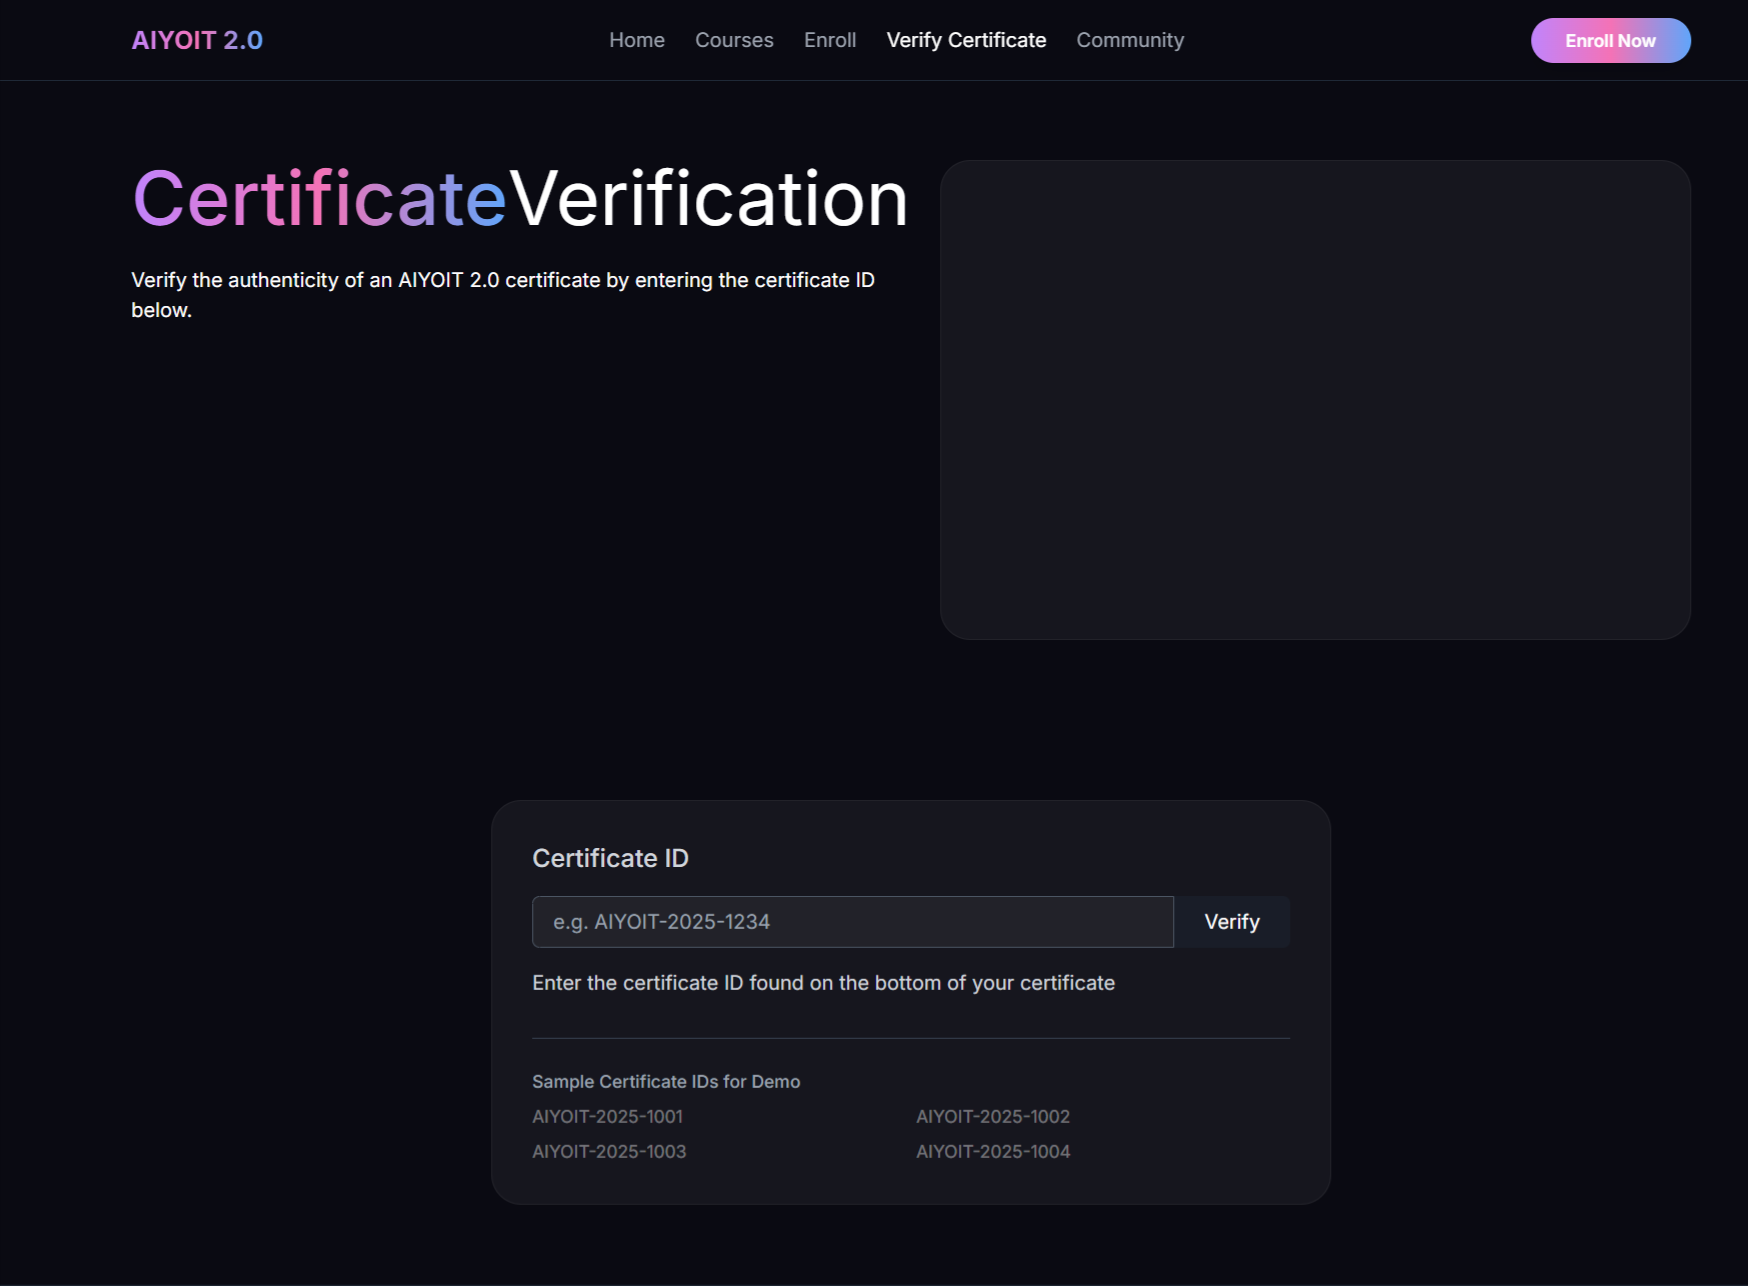 AIYOIT 2.0
Home Courses Enroll Verify Certificate Community
Enroll Now
CertificateVerification
Verify the authenticity of an AIYOIT 2.0 certificate by entering the certificate ID
below.
Certificate ID
e.g. AIYOIT-2025-1234
Verify
Enter the certificate ID found on the bottom of your certificate
Sample Certificate IDs for Demo
AIYOIT-2025-1001 AIYOIT-2025-1002
AIYOIT-2025-1003 AIYOIT-2025-1004